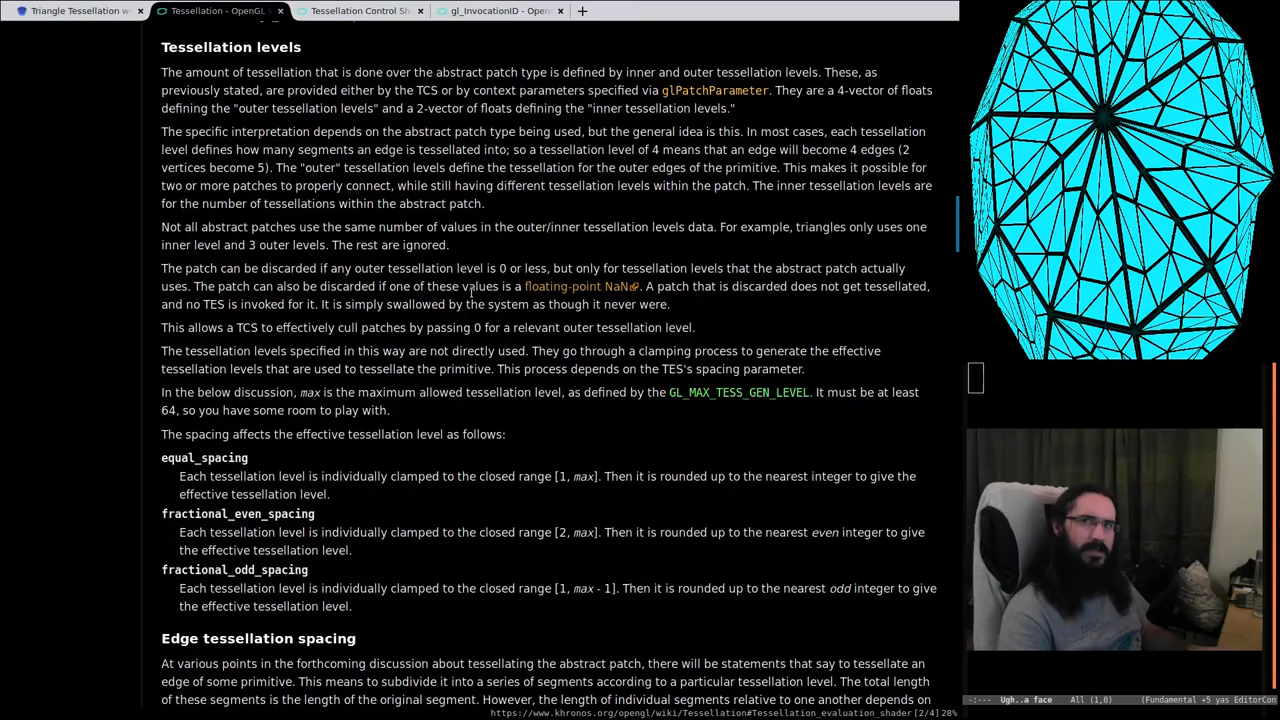 Triangle Tessellation w
Tessellation - OpenGL
Tessellation Control Sh
gl_InvocationID - Open
Tessellation levels
The amount of tessellation that is done over the abstract patch type is defined by inner and outer tessellation levels. These, as
previously stated, are provided either by the TCS or by context parameters specified via glPatchParameter. They are a 4-vector of floats
defining the "outer tessellation levels" and a 2-vector of floats defining the "inner tessellation levels."
The specific interpretation depends on the abstract patch type being used, but the general idea is this. In most cases, each tessellation
level defines how many segments an edge is tessellated into; so a tessellation level of 4 means that an edge will become 4 edges (2
vertices become 5). The "outer" tessellation levels define the tessellation for the outer edges of the primitive. This makes it possible for
two or more patches to properly connect, while still having different tessellation levels within the patch. The inner tessellation levels are
for the number of tessellations within the abstract patch.
Not all abstract patches use the same number of values in the outer/inner tessellation levels data. For example, triangles only uses one
inner level and 3 outer levels. The rest are ignored.
The patch can be discarded if any outer tessellation level is 0 or less, but only for tessellation levels that the abstract patch actually
uses. The patch can also be discarded if one of these values is a floating-point NaN. A patch that is discarded does not get tessellated,
and no TES is invoked for it. It is simply swallowed by the system as though it never were.
This allows a TCS to effectively cull patches by passing 0 for a relevant outer tessellation level.
The tessellation levels specified in this way are not directly used. They go through a clamping process to generate the effective
tessellation levels that are used to tessellate the primitive. This process depends on the TES's spacing parameter.
In the below discussion, max is the maximum allowed tessellation level, as defined by the GL_MAX_TESS_GEN_LEVEL. It must be at least
64, so you have some room to play with.
The spacing affects the effective tessellation level as follows:
equal_spacing
Each tessellation level is individually clamped to the closed range [1, max]. Then it is rounded up to the nearest integer to give the
effective tessellation level.
fractional_even_spacing
Each tessellation level is individually clamped to the closed range [2, max]. Then it is rounded up to the nearest even integer to give
the effective tessellation level.
fractional_odd_spacing
Each tessellation level is individually clamped to the closed range [1, max - 1]. Then it is rounded up to the nearest odd integer to give
the effective tessellation level.
Edge tessellation spacing
At various points in the forthcoming discussion about tessellating the abstract patch, there will be statements that say to tessellate an
edge of some primitive. This means to subdivide it into a series of segments according to a particular tessellation level. The total length
of these segments is the length of the original segment. However, the length of individual segments relative to one another depends on
https://www.khronos.org/opengl/wiki/Tessellation#Tessellation_evaluation_shader [2/4] 28%
-:--- Ugh..a face All (1,0) (Fundamental +5 yas EditorCon